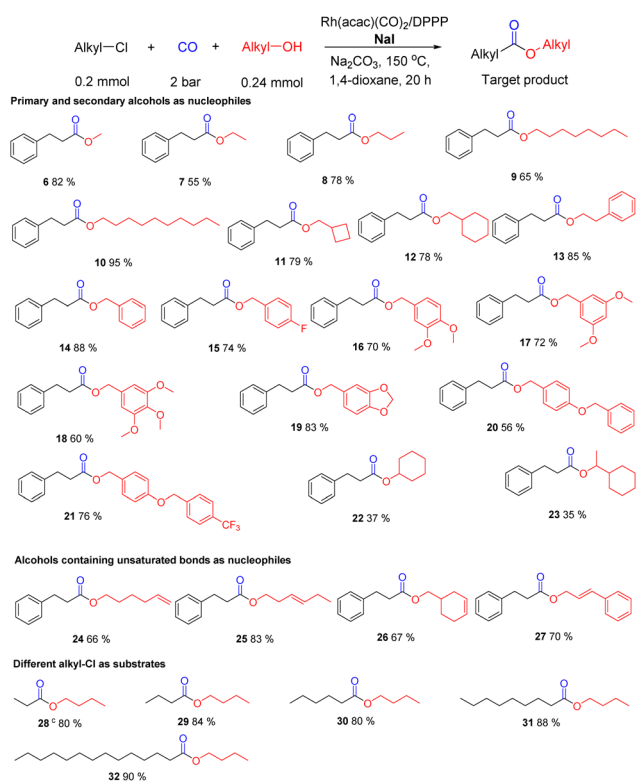 Alkyl–Cl + CO + Alkyl–OH
Rh(acac)(CO)2/DPPP
NaI
Na2CO3, 150 ºC,
1,4-dioxane, 20 h
O
Alkyl O Alkyl
0.2 mmol 2 bar 0.24 mmol Target product
Primary and secondary alcohols as nucleophiles
O O O O
O O O O
6 82 % 7 55 % 8 78 % 9 65 %
O O O O
O O O O
10 95 % 11 79 % 12 78 % 13 85 %
O O O O
O O O O
F O O O
O
14 88 % 15 74 % 16 70 % 17 72 %
O O O
O O O
O O O O
O O
18 60 % 19 83 % 20 56 %
O O O
O O O
O
CF3
21 76 % 22 37 % 23 35 %
Alcohols containing unsaturated bonds as nucleophiles
O O O O
O O O O
24 66 % 25 83 % 26 67 % 27 70 %
Different alkyl-Cl as substrates
O O O O
O O O O
28 c 80 % 29 84 % 30 80 % 31 88 %
O
O
32 90 %